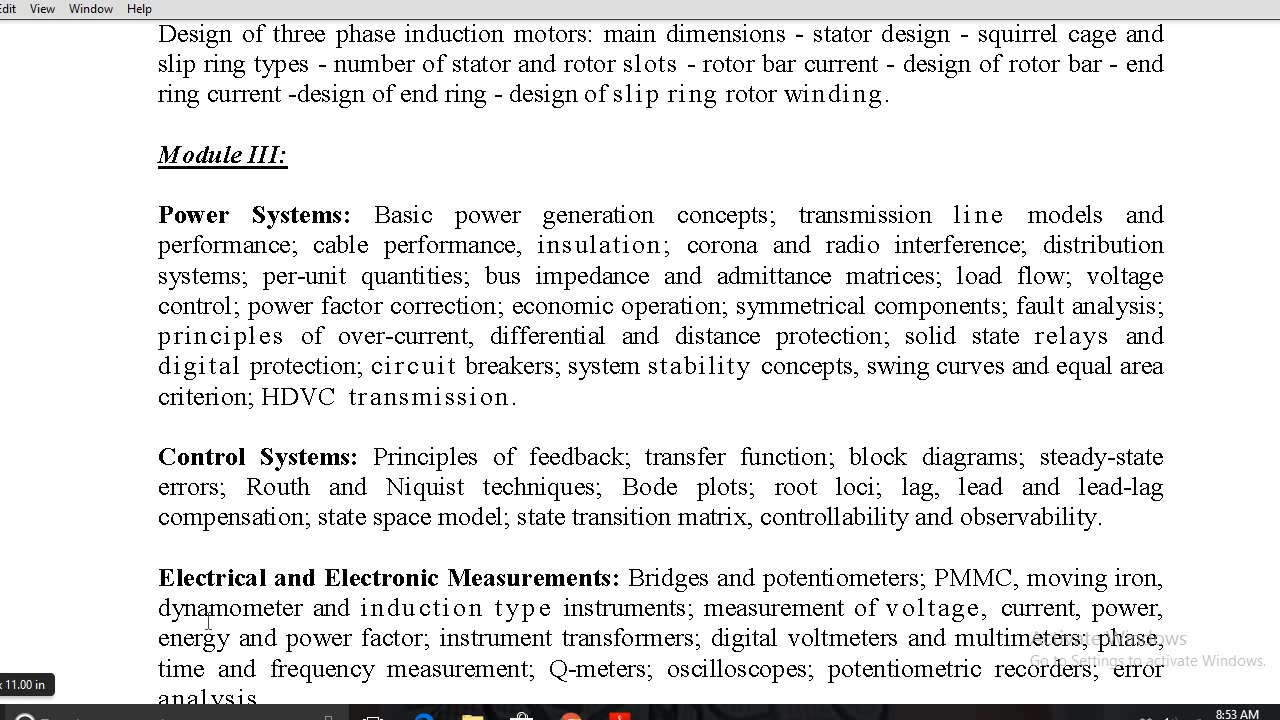 dit View Window Help
Design of three phase induction motors: main dimensions - stator design - squirrel cage and
slip ring types - number of stator and rotor slots - rotor bar current - design of rotor bar - end
ring current -design of end ring - design of slip ring rotor winding.
Module III:
Power Systems: Basic power generation concepts; transmission line models and
performance; cable performance, insulation; corona and radio interference; distribution
systems; per-unit quantities; bus impedance and admittance matrices; load flow; voltage
control; power factor correction; economic operation; symmetrical components; fault analysis;
principles of over-current, differential and distance protection; solid state relays and
digital protection; circuit breakers; system stability concepts, swing curves and equal area
criterion; HDVC transmission.
Control Systems: Principles of feedback; transfer function; block diagrams; steady-state
errors; Routh and Niquist techniques; Bode plots; root loci; lag, lead and lead-lag
compensation; state space model; state transition matrix, controllability and observability.
Electrical and Electronic Measurements: Bridges and potentiometers; PMMC, moving iron,
dynamometer and induction type instruments; measurement of voltage, current, power,
energy and power factor; instrument transformers; digital voltmeters and multimeters; phase,
time and frequency measurement; Q-meters; oscilloscopes; potentiometric recorders; error
analysis
Activate Windows
Go to Settings to activate Windows.
x 11.00 in
8:53 AM